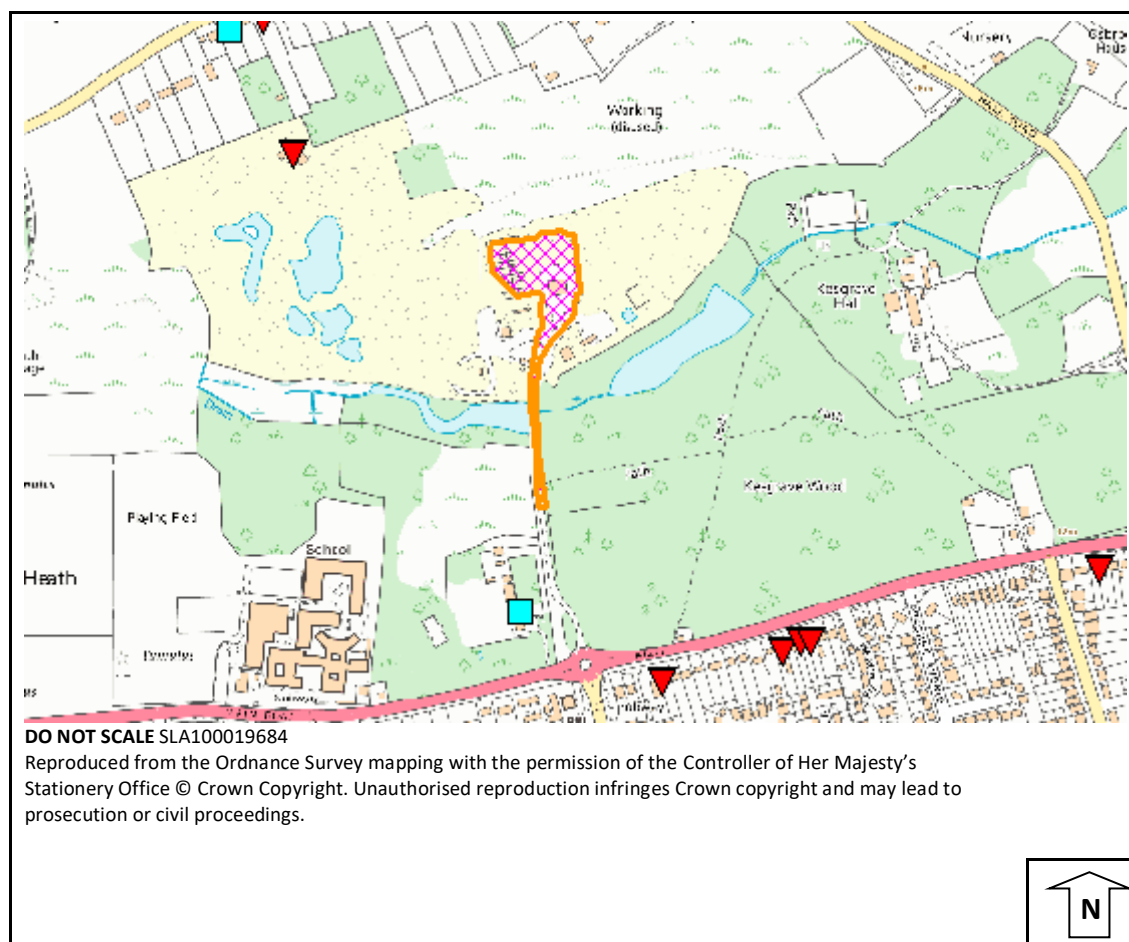 Nursery
Working
(disused)
Kesgrave
Hall
School
Playing Field
Heath
Kesgrave Wood
Drain
DO NOT SCALE SLA100019684
Reproduced from the Ordnance Survey mapping with the permission of the Controller of Her Majesty's
Stationery Office © Crown Copyright. Unauthorised reproduction infringes Crown copyright and may lead to
prosecution or civil proceedings.
N